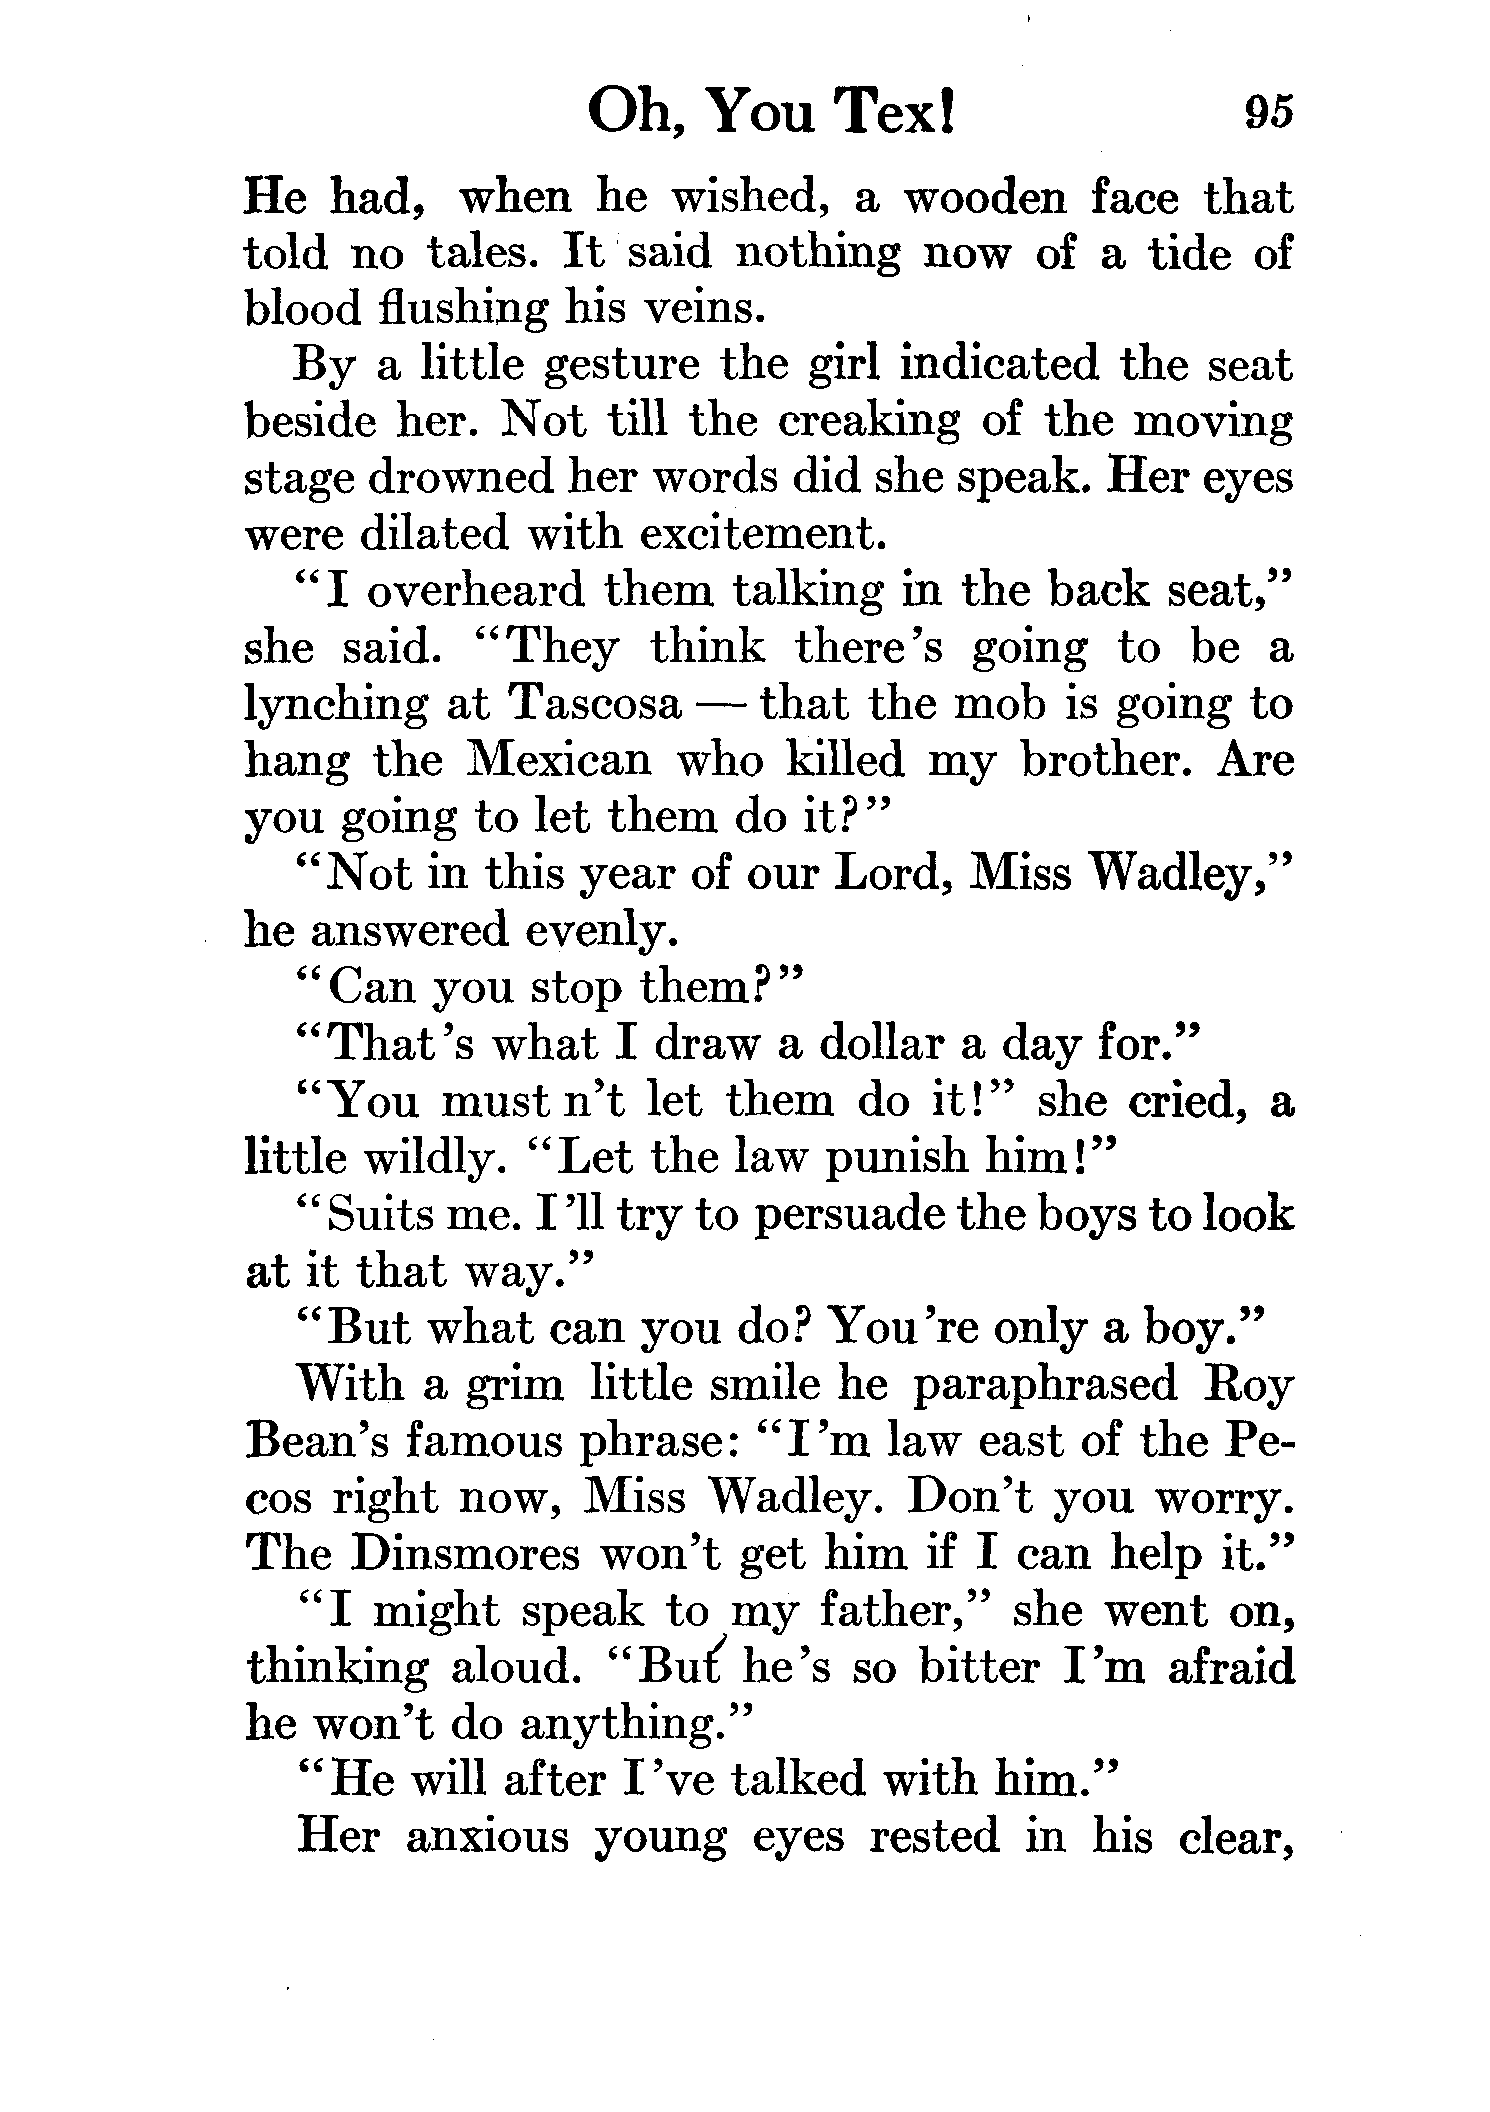 Oh, You Tex! 95
He had, when he wished, a wooden face that
told no tales. It said nothing now of a tide of
blood flushing his veins.
By a little gesture the girl indicated the seat
beside her. Not till the creaking of the moving
stage drowned her words did she speak. Her eyes
were dilated with excitement.
“I overheard them talking in the back seat,”
she said. “They think there’s going to be a
lynching at Tascosa — that the mob is going to
hang the Mexican who killed my brother. Are
you going to let them do it?”
“Not in this year of our Lord, Miss Wadley,”
he answered evenly.
“Can you stop them?”
“That’s what I draw a dollar a day for.”
“You must n’t let them do it!” she cried, a
little wildly. “Let the law punish him!”
“Suits me. I’ll try to persuade the boys to look
at it that way.”
“But what can you do? You’re only a boy.”
With a grim little smile he paraphrased Roy
Bean’s famous phrase: “I’m law east of the Pe-
cos right now, Miss Wadley. Don’t you worry.
The Dinsmores won’t get him if I can help it.”
“I might speak to my father,” she went on,
thinking aloud. “But he’s so bitter I’m afraid
he won’t do anything.”
“He will after I’ve talked with him.”
Her anxious young eyes rested in his clear,